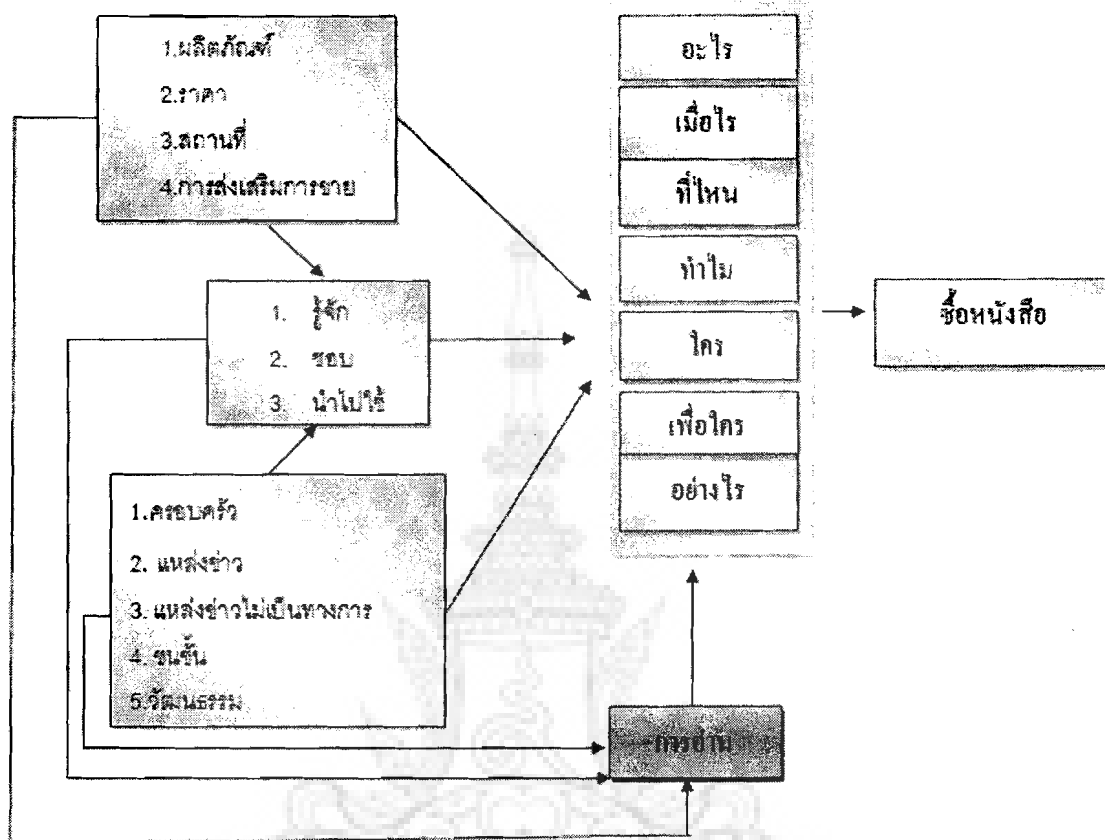 1.ผลิตภัณฑ์
2.ราคา
3.สถานที่
4.การส่งเสริมการขาย
1. รู้จัก
2. ชอบ
3. นำไปใช้
1.ครอบครัว
2. แหล่งข่าว
3. แหล่งข่าวไม่เป็นทางการ
4. ชนชั้น
5.วัฒนธรรม
อะไร
เมื่อไร
ที่ไหน
ทำไม
ใคร
เพื่อใคร
อย่างไร
ซื้อหนังสือ
การอ่าน